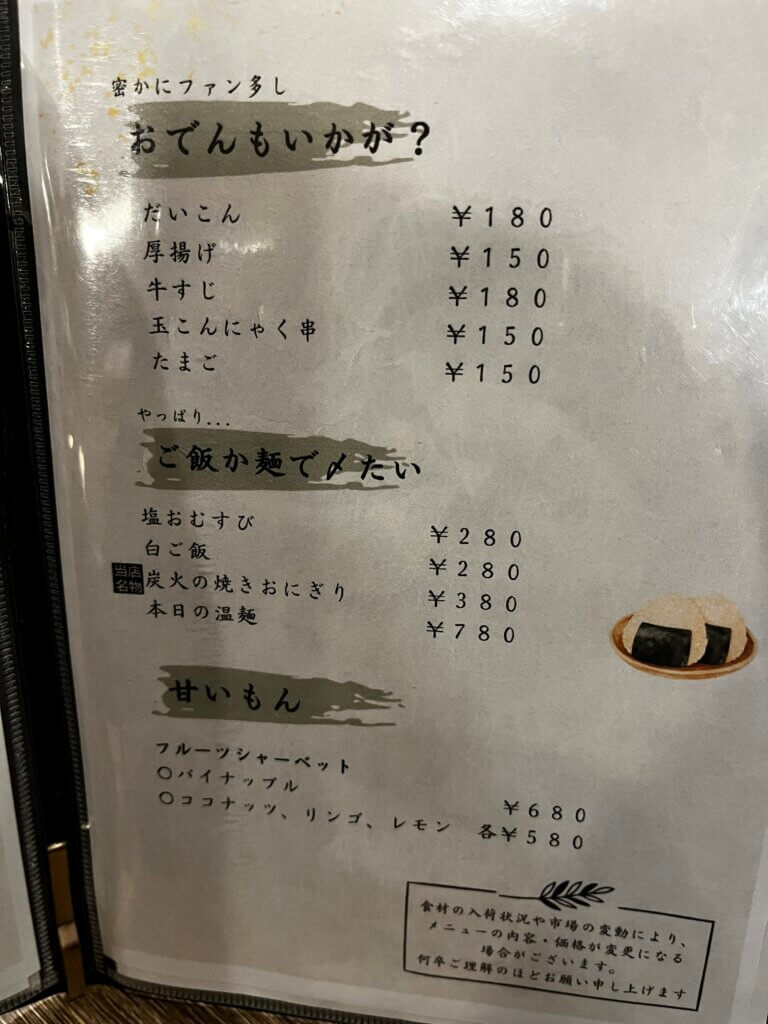 密かにファン多し
おでんもいかが？
だいこん ￥１８０
厚揚げ ￥１５０
牛すじ ￥１８０
玉こんにゃく串 ￥１５０
たまご ￥１５０
やっぱり...
ご飯か麺で〆たい
塩おむすび ￥２８０
白ご飯 ￥２８０
当店名物 炭火の焼きおにぎり ￥３８０
本日の温麺 ￥７８０
甘いもん
フルーツシャーベット
〇パイナップル ￥６８０
〇ココナッツ、リンゴ、レモン 各￥５８０
食材の入荷状況や市場の変動により、
メニューの内容・価格が変更になる
場合がございます。
何卒ご理解のほどお願い申し上げます